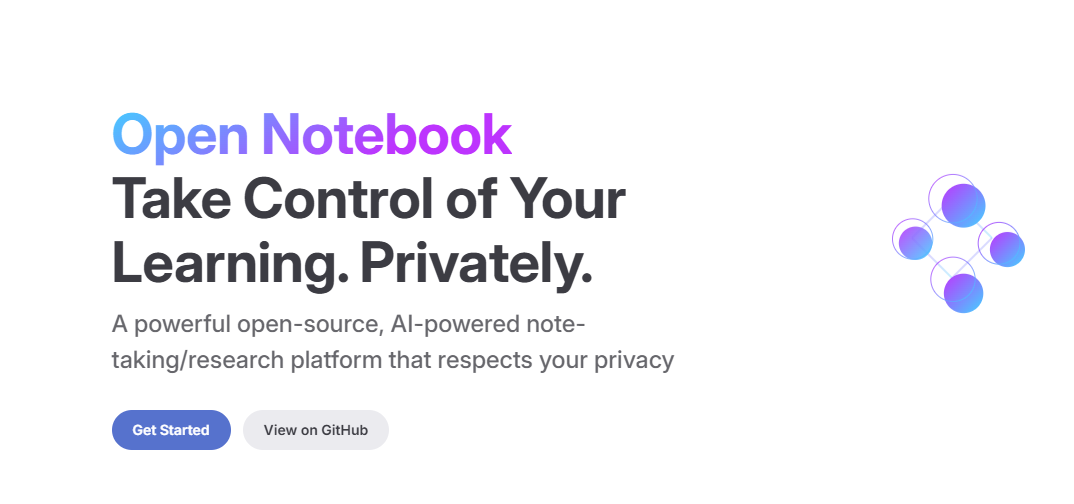 Open Notebook
Take Control of Your
Learning. Privately.
A powerful open-source, AI-powered note-
taking/research platform that respects your privacy
Get Started
View on GitHub